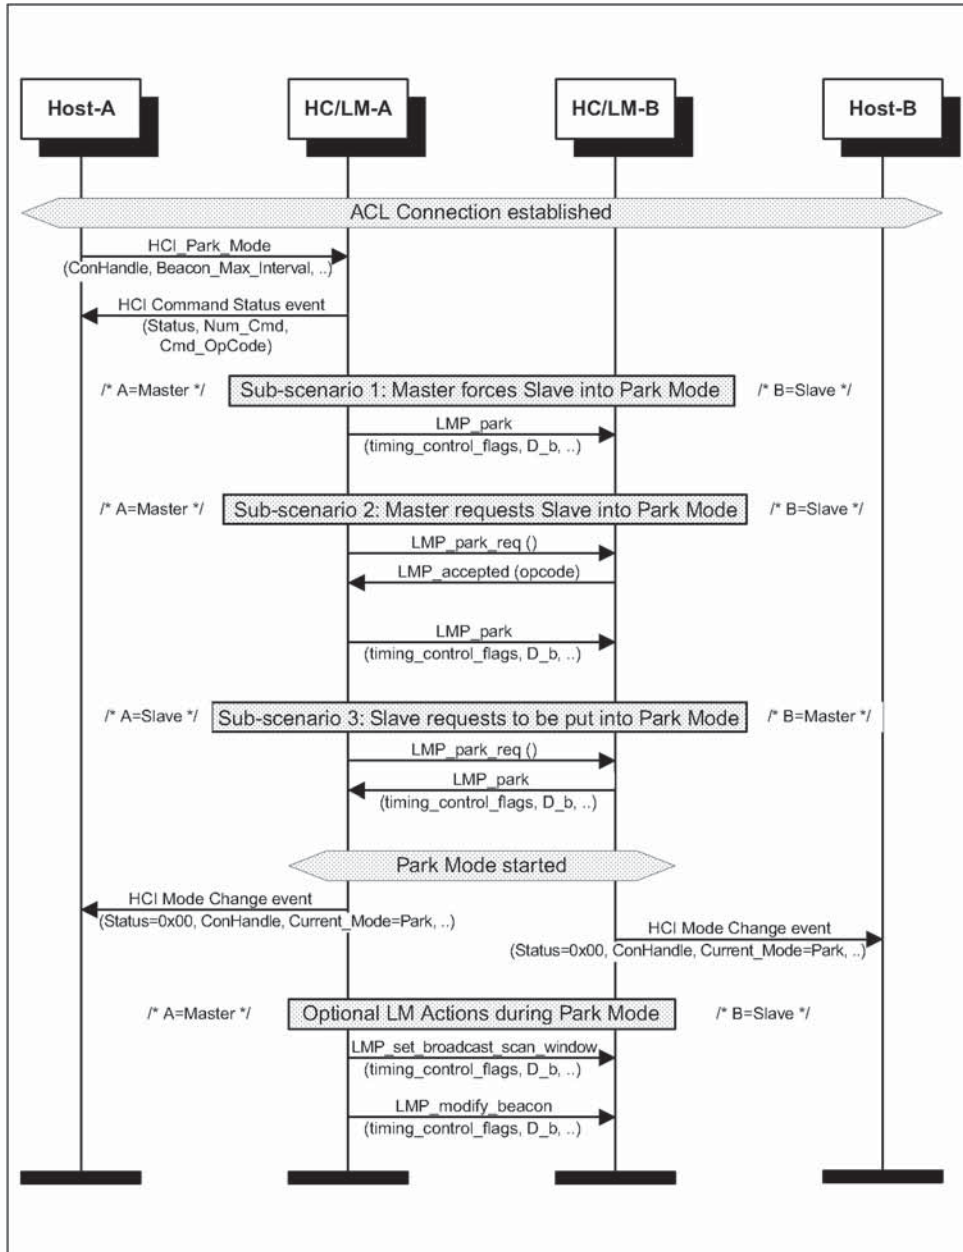 Host-A
HC/LM-A
HC/LM-B
Host-B
ACL Connection established
HCI_Park_Mode
(ConHandle, Beacon_Max_Interval, ..)
HCI Command Status event
(Status, Num_Cmd,
Cmd_OpCode)
/* A=Master */
Sub-scenario 1: Master forces Slave into Park Mode
/* B=Slave */
LMP_park
(timing_control_flags, D_b, ..)
/* A=Master */
Sub-scenario 2: Master requests Slave into Park Mode
/* B=Slave */
LMP_park_req ()
LMP_accepted (opcode)
LMP_park
(timing_control_flags, D_b, ..)
/* A=Slave */
Sub-scenario 3: Slave requests to be put into Park Mode
/* B=Master */
LMP_park_req ()
LMP_park
(timing_control_flags, D_b, ..)
Park Mode started
HCI Mode Change event
(Status=0x00, ConHandle, Current_Mode=Park, ..)
HCI Mode Change event
(Status=0x00, ConHandle, Current_Mode=Park, ..)
/* A=Master */
Optional LM Actions during Park Mode
/* B=Slave */
LMP_set_broadcast_scan_window
(timing_control_flags, D_b, ..)
LMP_modify_beacon
(timing_control_flags, D_b, ..)